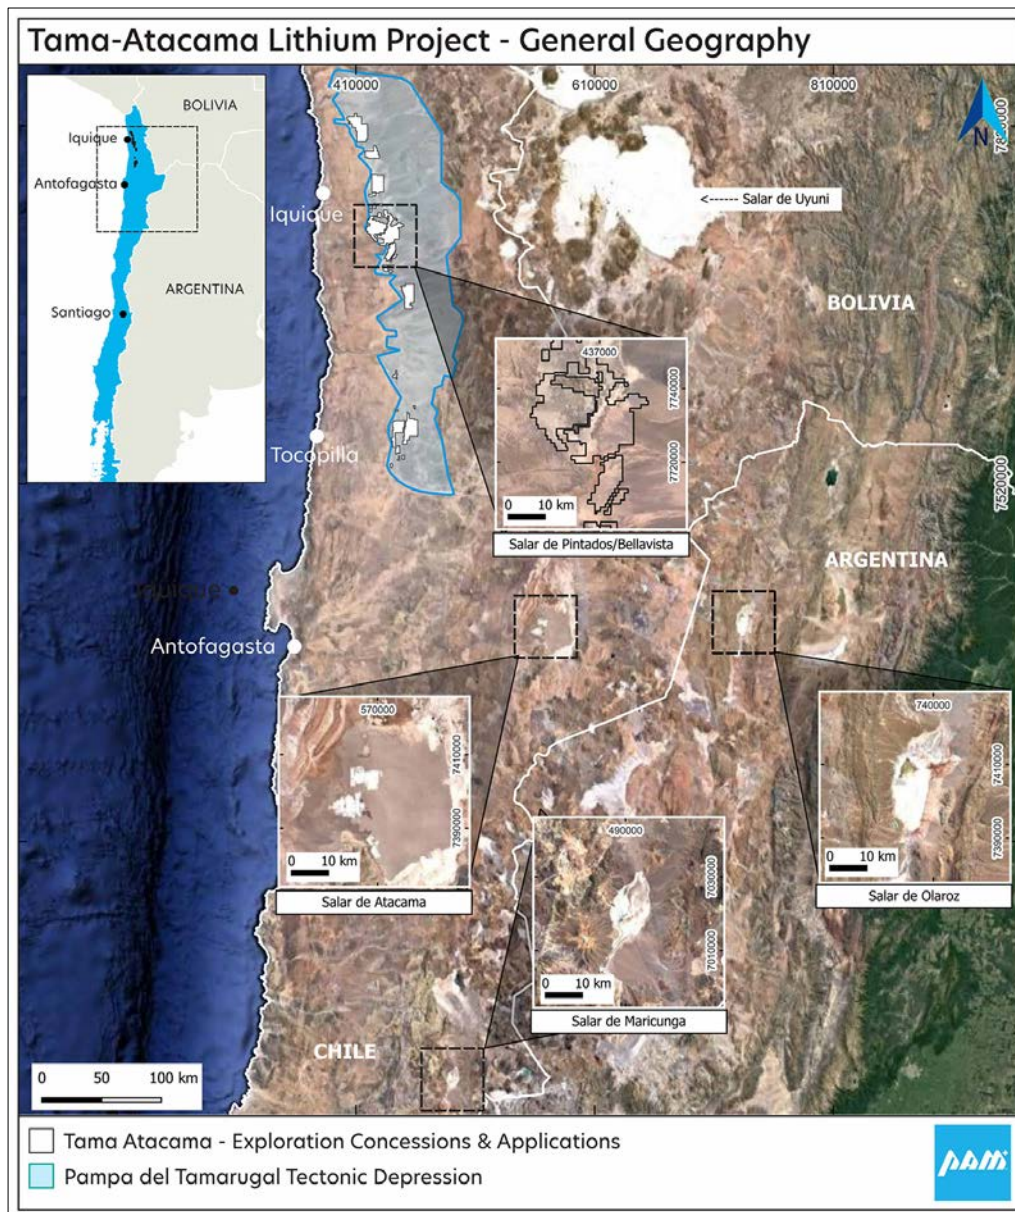 Tama-Atacama Lithium Project - General Geography
410000
610000
810000
N
BOLIVIA
Iquique
Antofagasta
ARGENTINA
Santiago
Iquique
<------ Salar de Uyuni
BOLIVIA
437000
7740000
7720000
0 10 km
Salar de Pintados/Bellavista
Tocopilla
7520000
ARGENTINA
Iquique
Antofagasta
570000
7410000
7390000
0 10 km
Salar de Atacama
740000
7410000
7390000
0 10 km
Salar de Olaroz
490000
7030000
7010000
0 10 km
Salar de Maricunga
CHILE
0 50 100 km
Tama Atacama - Exploration Concessions & Applications
Pampa del Tamarugal Tectonic Depression
PAM